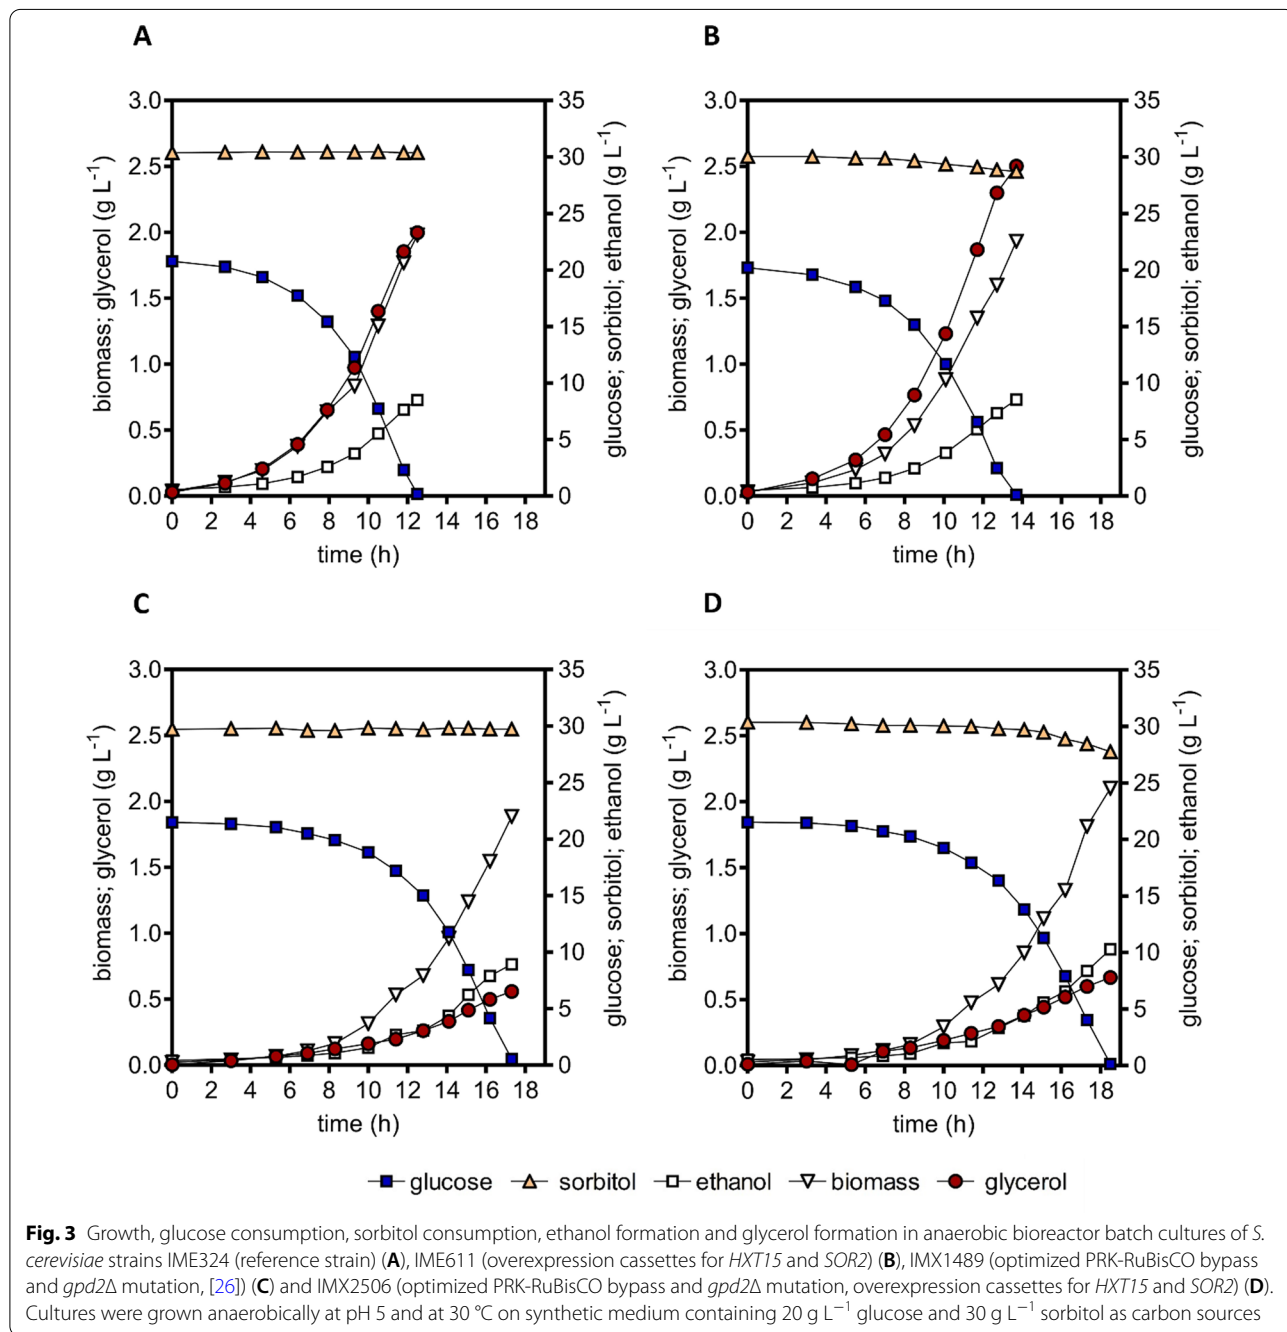 A
B
3.0
2.5
2.0
1.5
1.0
0.5
0.0
biomass; glycerol (g L⁻¹)
35
30
25
20
15
10
5
0
glucose; sorbitol; ethanol (g L⁻¹)
0 2 4 6 8 10 12 14 16 18
time (h)
3.0
2.5
2.0
1.5
1.0
0.5
0.0
biomass; glycerol (g L⁻¹)
35
30
25
20
15
10
5
0
glucose; sorbitol; ethanol (g L⁻¹)
0 2 4 6 8 10 12 14 16 18
time (h)
C
D
3.0
2.5
2.0
1.5
1.0
0.5
0.0
biomass; glycerol (g L⁻¹)
35
30
25
20
15
10
5
0
glucose; sorbitol; ethanol (g L⁻¹)
0 2 4 6 8 10 12 14 16 18
time (h)
3.0
2.5
2.0
1.5
1.0
0.5
0.0
biomass; glycerol (g L⁻¹)
35
30
25
20
15
10
5
0
glucose; sorbitol; ethanol (g L⁻¹)
0 2 4 6 8 10 12 14 16 18
time (h)
glucose sorbitol ethanol biomass glycerol
Fig. 3 Growth, glucose consumption, sorbitol consumption, ethanol formation and glycerol formation in anaerobic bioreactor batch cultures of S.
cerevisiae strains IME324 (reference strain) (A), IME611 (overexpression cassettes for HXT15 and SOR2) (B), IMX1489 (optimized PRK-RuBisCO bypass
and gpd2Δ mutation, [26]) (C) and IMX2506 (optimized PRK-RuBisCO bypass and gpd2Δ mutation, overexpression cassettes for HXT15 and SOR2) (D).
Cultures were grown anaerobically at pH 5 and at 30 °C on synthetic medium containing 20 g L⁻¹ glucose and 30 g L⁻¹ sorbitol as carbon sources